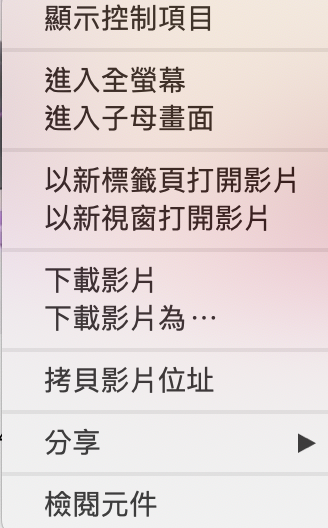 顯示控制項目
進入全螢幕
進入子母畫面
以新標籤頁打開影片
以新視窗打開影片
下載影片
下載影片為⋯
拷貝影片位址
分享
檢閱元件